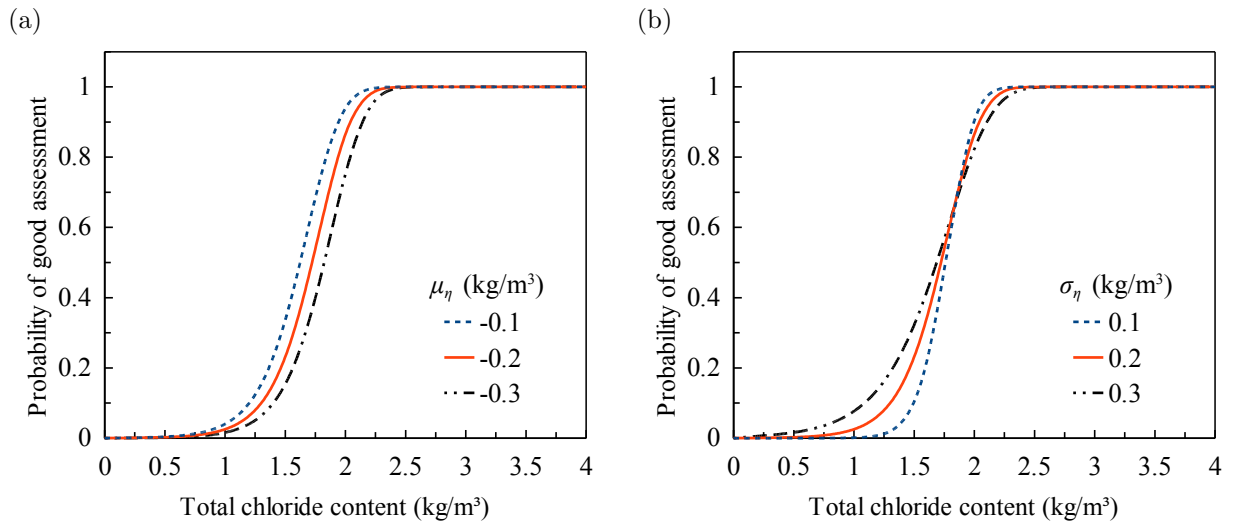 (a)
Probability of good assessment
1
0.8
0.6
0.4
0.2
0
0 0.5 1 1.5 2 2.5 3 3.5 4
Total chloride content (kg/m³)
μη (kg/m³)
-0.1
-0.2
-0.3
(b)
Probability of good assessment
1
0.8
0.6
0.4
0.2
0
0 0.5 1 1.5 2 2.5 3 3.5 4
Total chloride content (kg/m³)
ση (kg/m³)
0.1
0.2
0.3